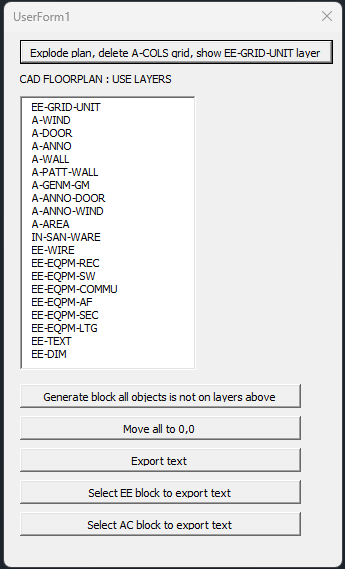 UserForm1
Explode plan, delete A-COLS grid, show EE-GRID-UNIT layer
CAD FLOORPLAN : USE LAYERS
EE-GRID-UNIT
A-WIND
A-DOOR
A-ANNO
A-WALL
A-PATT-WALL
A-GENM-GM
A-ANNO-DOOR
A-ANNO-WIND
A-AREA
IN-SAN-WARE
EE-WIRE
EE-EQPM-REC
EE-EQPM-SW
EE-EQPM-COMMU
EE-EQPM-AF
EE-EQPM-SEC
EE-EQPM-LTG
EE-TEXT
EE-DIM
Generate block all objects is not on layers above
Move all to 0,0
Export text
Select EE block to export text
Select AC block to export text